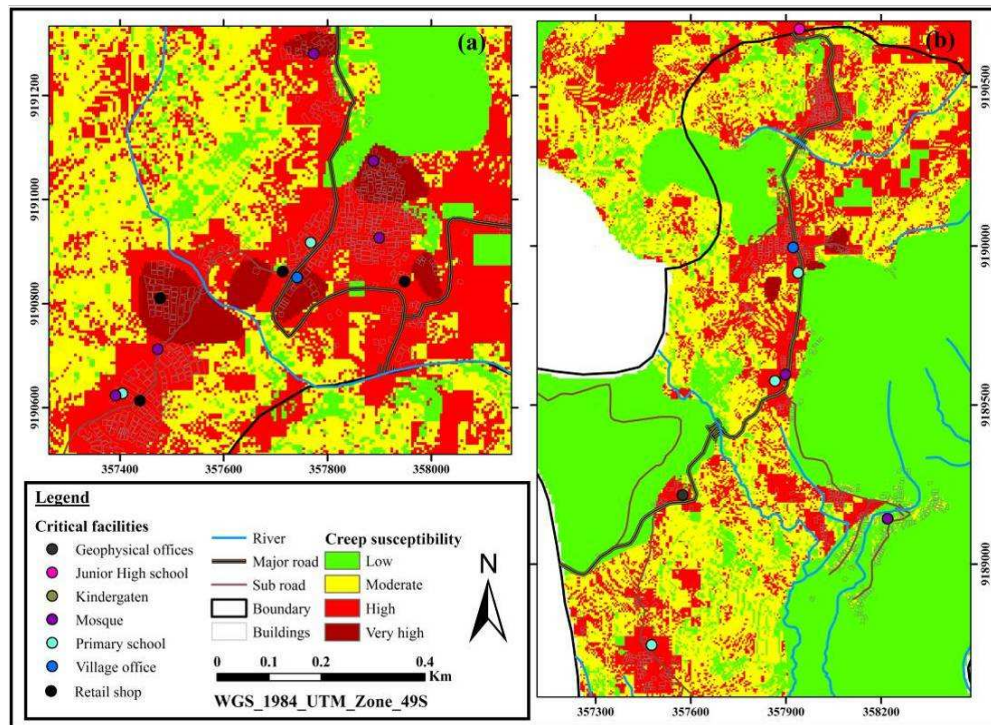 (a)
(b)
9191200
9191000
9190800
9190600
357400
357600
357800
358000
9190500
9190000
9189500
9189000
357300
357600
357900
358200
Legend
Critical facilities
Geophysical offices
Junior High school
Kindergaten
Mosque
Primary school
Village office
Retail shop
River
Major road
Sub road
Boundary
Buildings
Creep susceptibility
Low
Moderate
High
Very high
N
0 0.1 0.2 0.4
Km
WGS_1984_UTM_Zone_49S